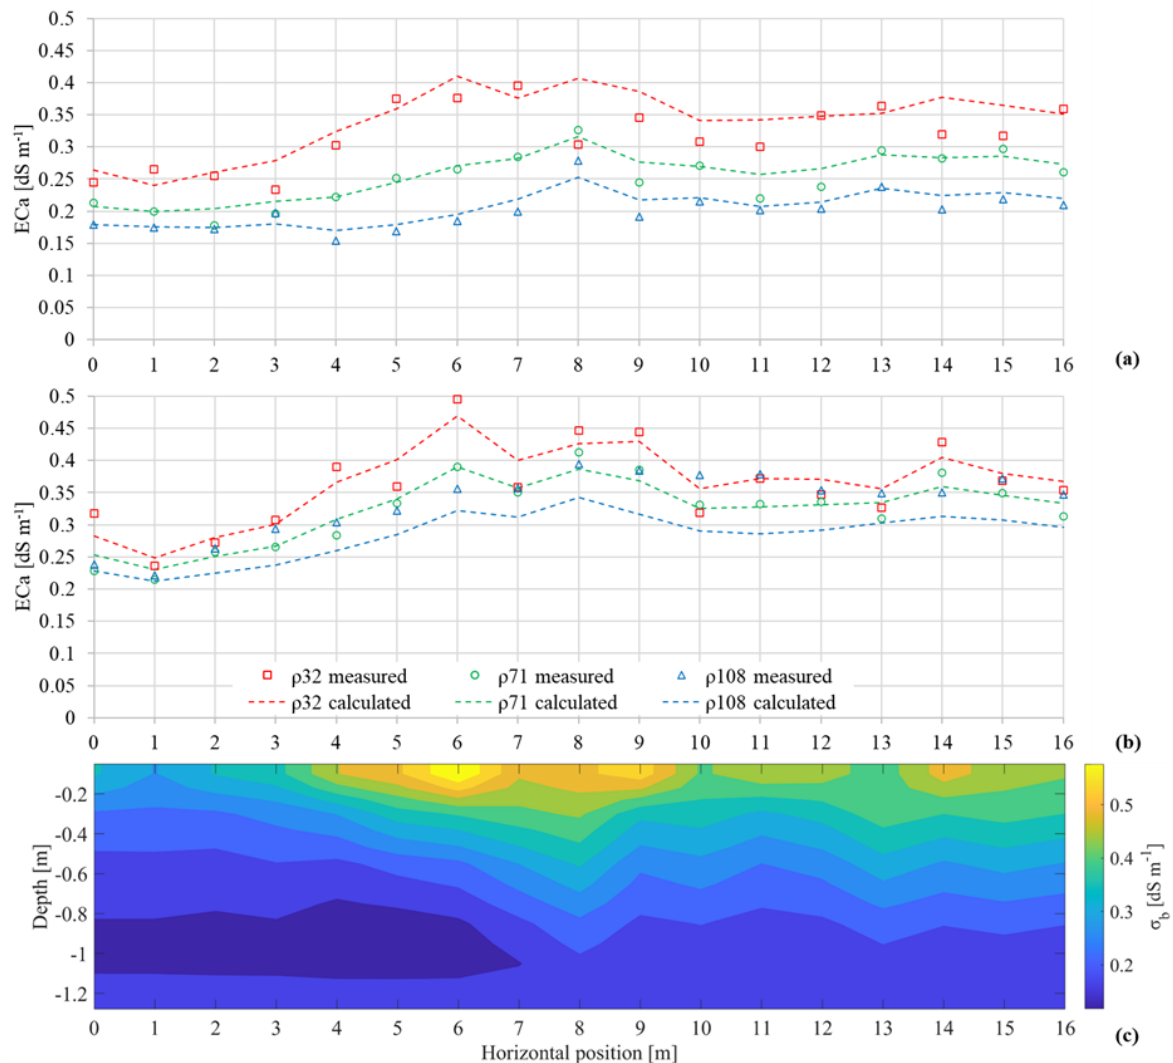 0.5
0.45
0.4
0.35
0.3
0.25
0.2
0.15
0.1
0.05
0
ECa [dS m-1]
0 1 2 3 4 5 6 7 8 9 10 11 12 13 14 15 16
(a)
0.5
0.45
0.4
0.35
0.3
0.25
0.2
0.15
0.1
0.05
0
ECa [dS m-1]
ρ32 measured ρ71 measured ρ108 measured
ρ32 calculated ρ71 calculated ρ108 calculated
0 1 2 3 4 5 6 7 8 9 10 11 12 13 14 15 16
(b)
-0.2
-0.4
-0.6
-0.8
-1
-1.2
Depth [m]
0.5
0.4
0.3
0.2
σb [dS m-1]
0 1 2 3 4 5 6 7 8 9 10 11 12 13 14 15 16
(c)
Horizontal position [m]